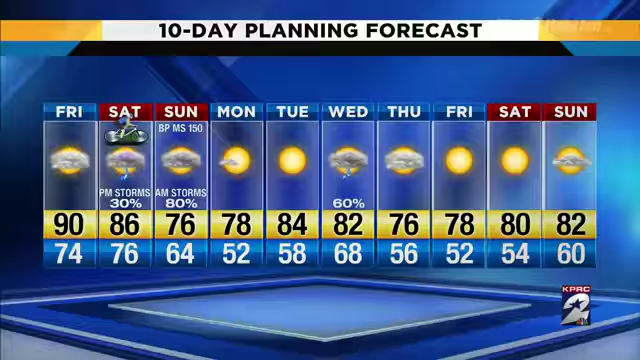 10-DAY PLANNING FORECAST
FRI SAT SUN MON TUE WED THU FRI SAT SUN
BP MS 150
PM STORMS AM STORMS
30% 80% 60%
90 86 76 78 84 82 76 78 80 82
74 76 64 52 58 68 56 52 54 60
KPRC
2